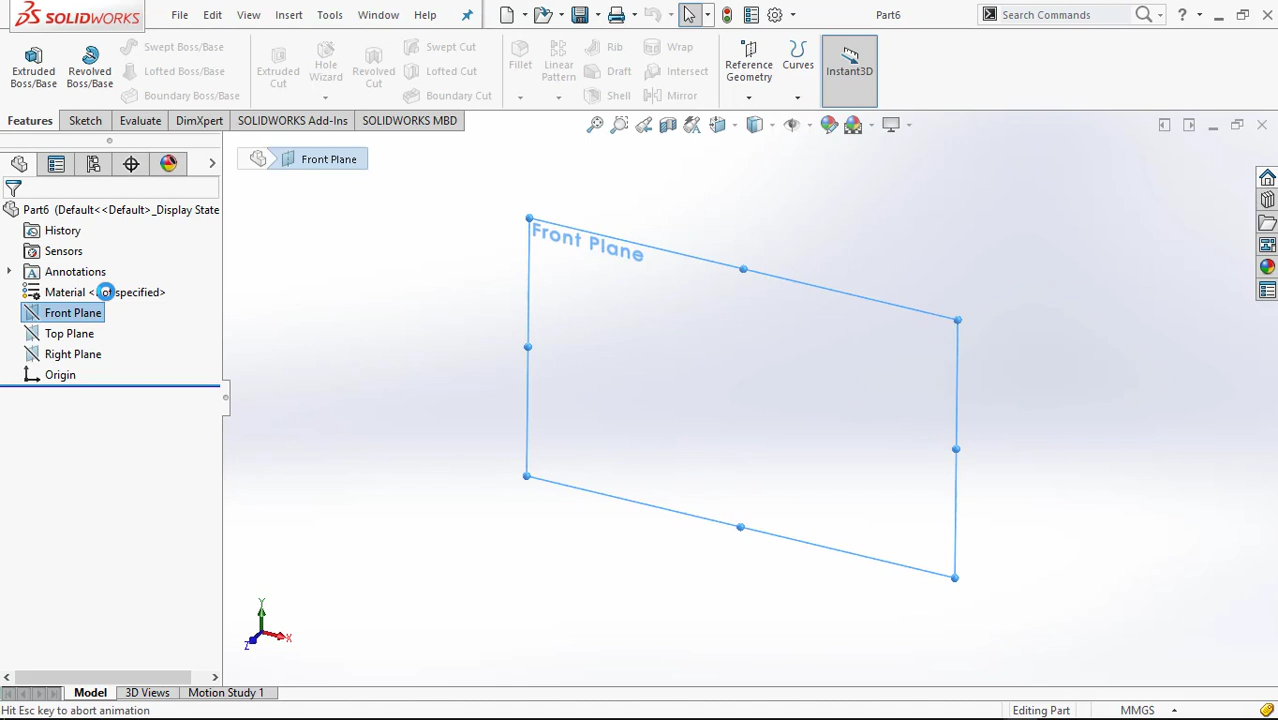 SOLIDWORKS File Edit View Insert Tools Window Help Part6 Search Commands ?
Extruded Boss/Base
Revolved Boss/Base
Swept Boss/Base
Lofted Boss/Base
Boundary Boss/Base
Extruded Cut
Hole Wizard
Revolved Cut
Swept Cut
Lofted Cut
Boundary Cut
Fillet
Linear Pattern
Rib
Draft
Shell
Wrap
Intersect
Mirror
Reference Geometry
Curves
Instant3D
Features Sketch Evaluate DimXpert SOLIDWORKS Add-Ins SOLIDWORKS MBD
Front Plane
Part6 (Default<<Default>_Display State
History
Sensors
Annotations
Material < ot specified>
Front Plane
Top Plane
Right Plane
Origin
Front Plane
Y
X
Z
Model 3D Views Motion Study 1
Hit Esc key to abort animation Editing Part MMGS